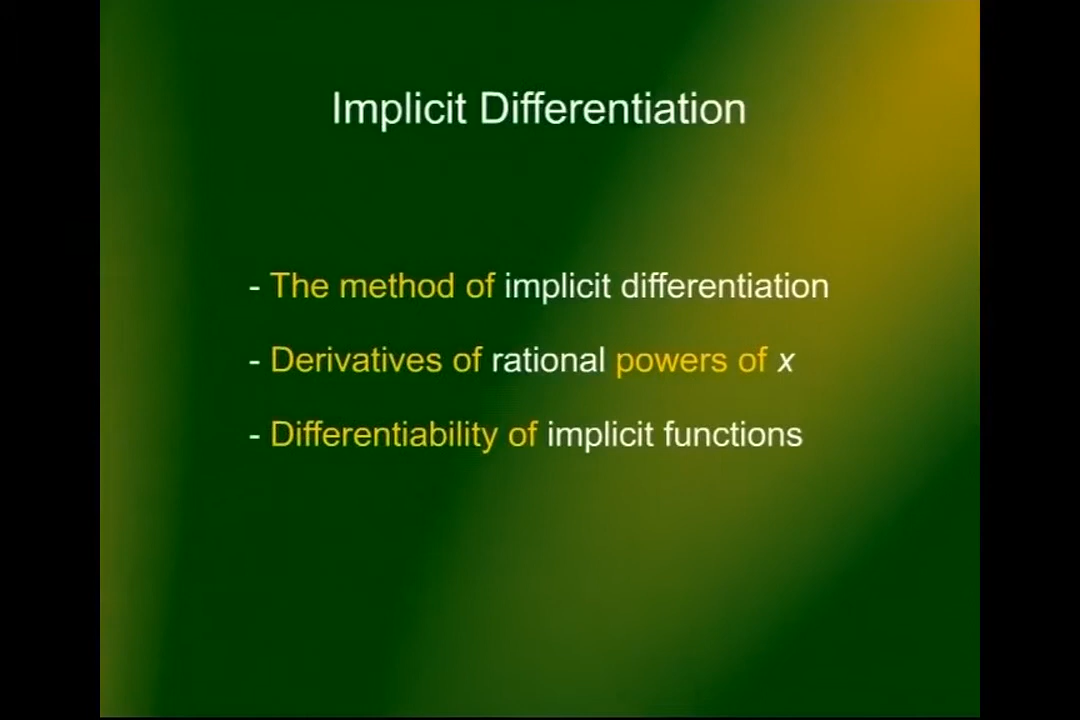 Implicit Differentiation
- The method of implicit differentiation
- Derivatives of rational powers of x
- Differentiability of implicit functions